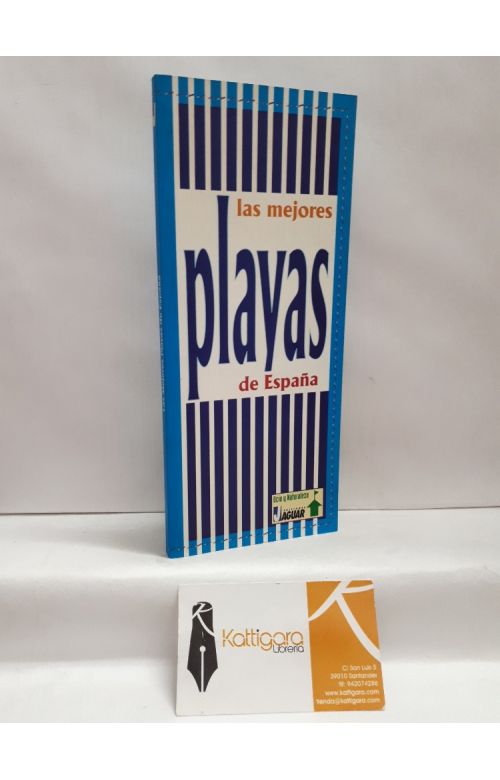 las mejores
playas
de España
Ocio y Naturaleza
EDICIONES
JAGUAR
Kattigara
Librería
C/ San Luis 5
39010 Santander
Tlf: 942074286
www.kattigara.com
tienda@kattigara.com